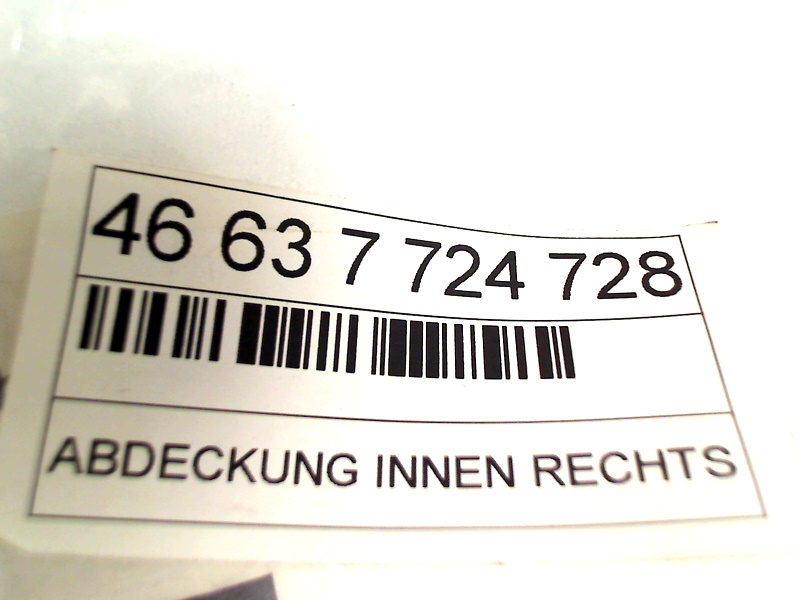 46 63 7 724 728
ABDECKUNG INNEN RECHTS